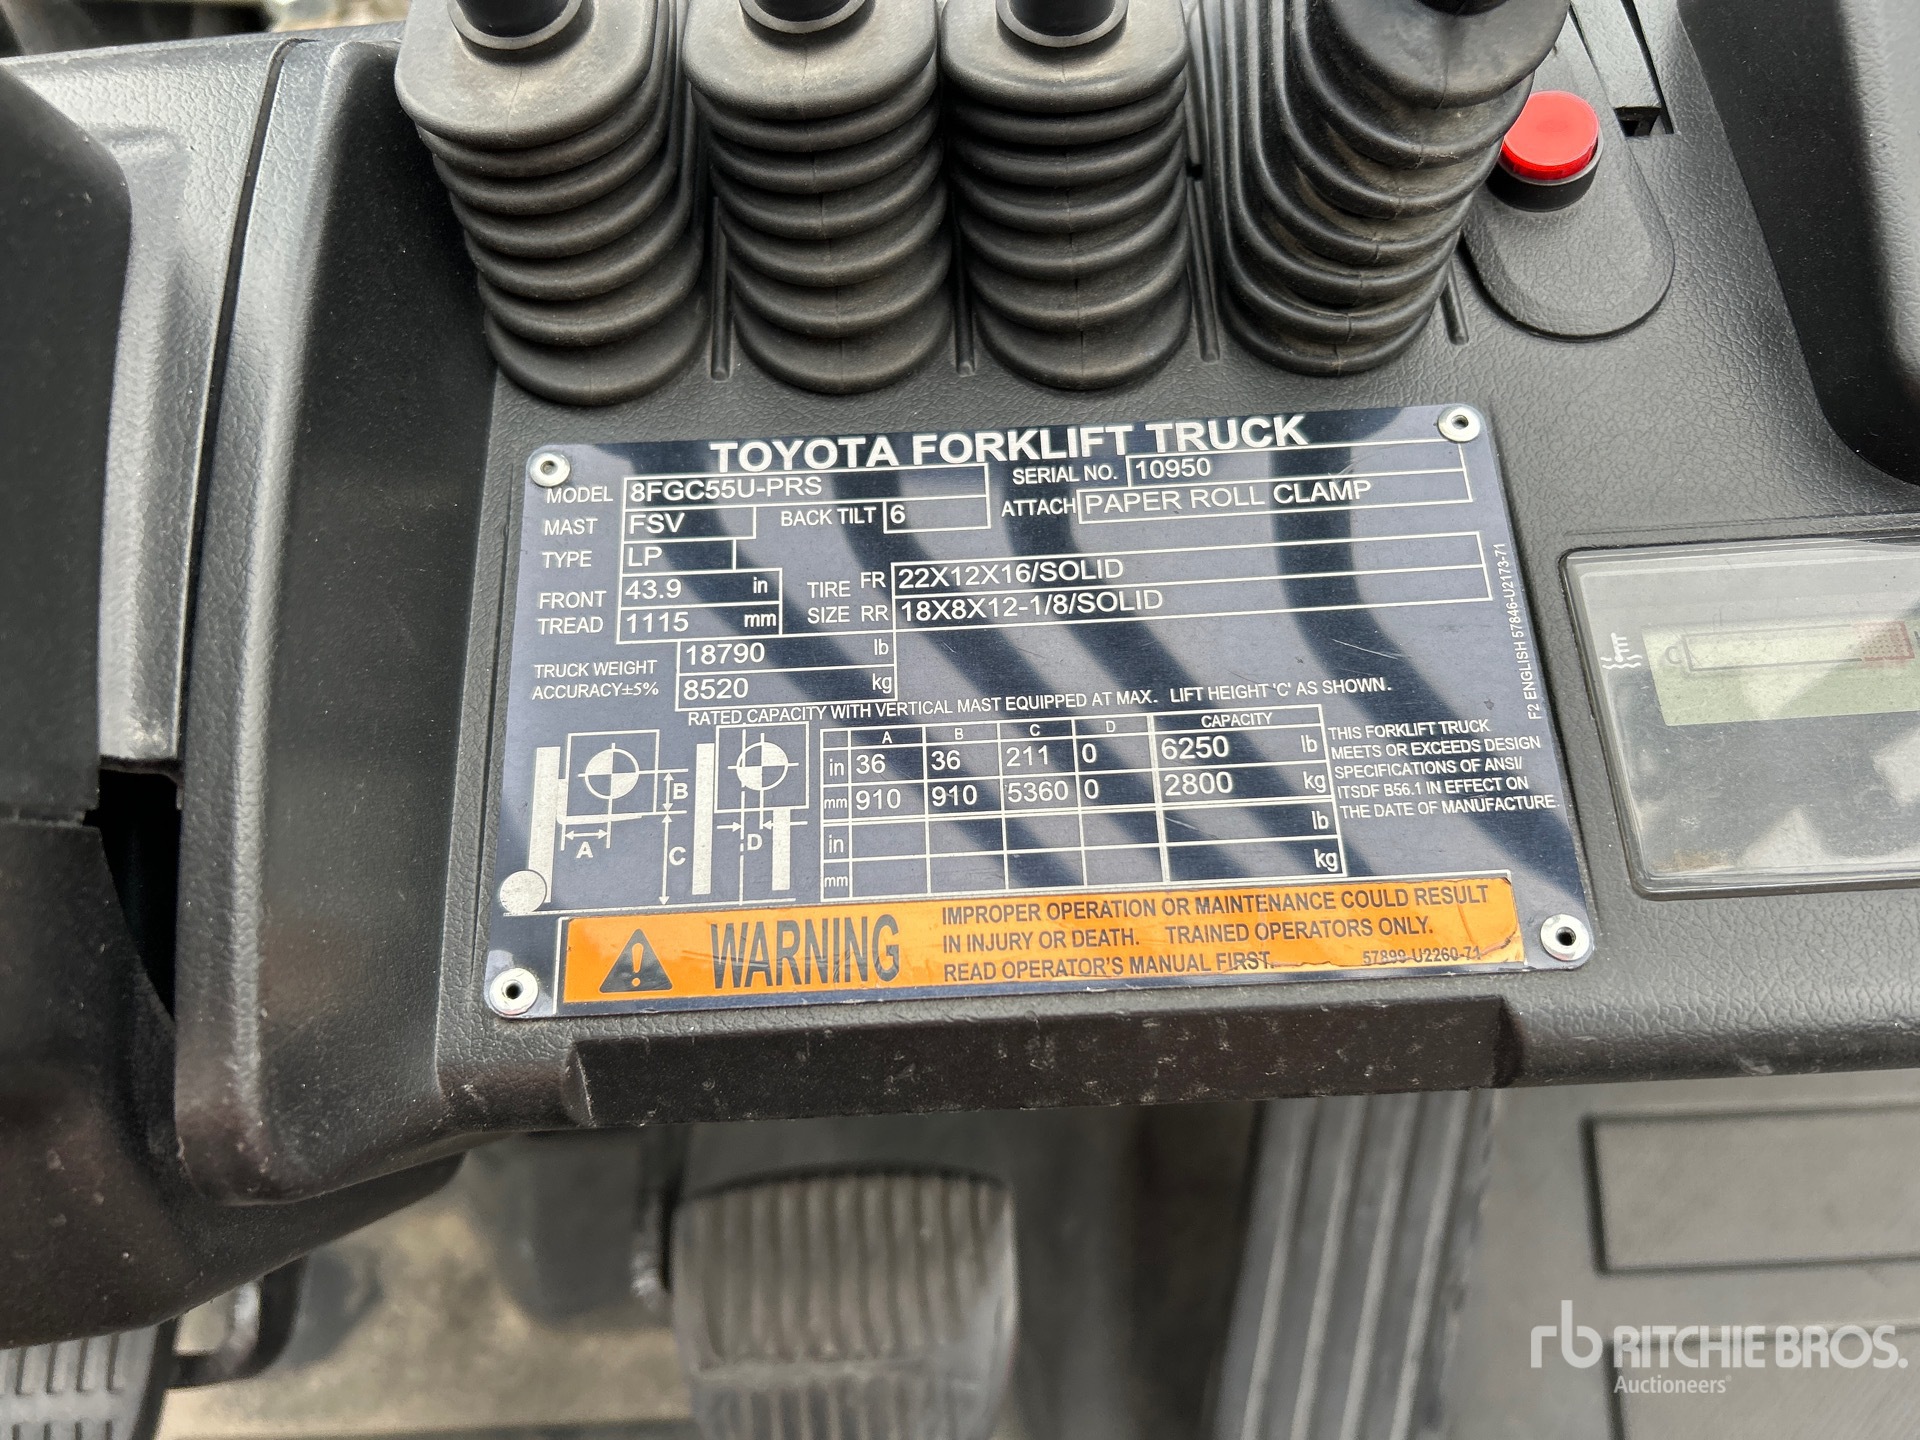 TOYOTA FORKLIFT TRUCK
MODEL 8FGC55U-PRS SERIAL NO. 10950
MAST FSV BACK TILT 6 ATTACH PAPER ROLL CLAMP
TYPE LP
FRONT TREAD 43.9 in TIRE SIZE FR 22X12X16/SOLID
1115 mm RR 18X8X12-1/8/SOLID
TRUCK WEIGHT 18790 lb
ACCURACY±5% 8520 kg
RATED CAPACITY WITH VERTICAL MAST EQUIPPED AT MAX. LIFT HEIGHT 'C' AS SHOWN.
A B C D CAPACITY
in 36 36 211 0 6250 lb
mm 910 910 5360 0 2800 kg
in lb
mm kg
B
A
C
D
THIS FORKLIFT TRUCK
MEETS OR EXCEEDS DESIGN
SPECIFICATIONS OF ANSI/
ITSDF B56.1 IN EFFECT ON
THE DATE OF MANUFACTURE.
F2 ENGLISH 57846-U2173-71
WARNING
IMPROPER OPERATION OR MAINTENANCE COULD RESULT
IN INJURY OR DEATH. TRAINED OPERATORS ONLY.
READ OPERATOR'S MANUAL FIRST. 57899-U2260-71
rb RITCHIE BROS.
Auctioneers